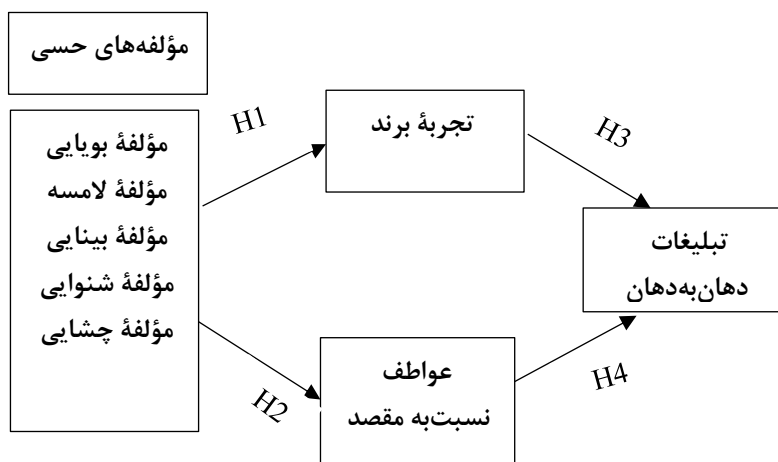 مؤلفه‌های حسی
مؤلفهٔ بویایی
مؤلفهٔ لامسه
مؤلفهٔ بینایی
مؤلفهٔ شنوایی
مؤلفهٔ چشایی
H1
H2
تجربهٔ برند
عواطف
نسبت‌به مقصد
H3
H4
تبلیغات
دهان‌به‌دهان